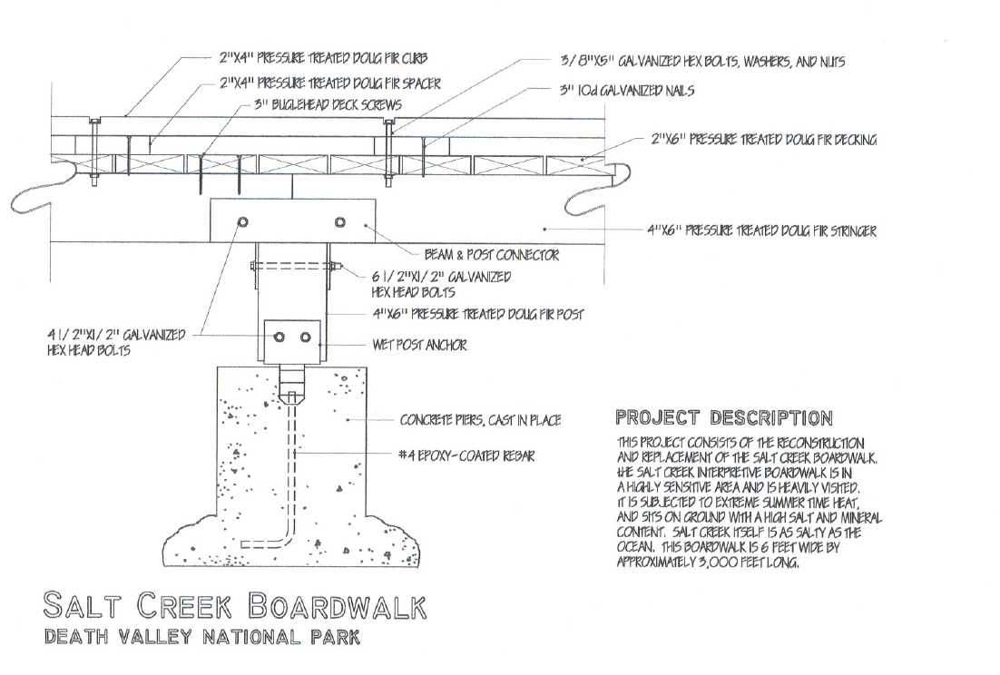 2"X4" PRESSURE TREATED DOUG FIR CURB
2"X4" PRESSURE TREATED DOUG FIR SPACER
3" BUGLEHEAD DECK SCREWS
3/8"X5" GALVANIZED HEX BOLTS, WASHERS, AND NUTS
3" 10d GALVANIZED NAILS
2"X6" PRESSURE TREATED DOUG FIR DECKING
4"X6" PRESSURE TREATED DOUG FIR STRINGER
BEAM & POST CONNECTOR
6 1/2"X1/2" GALVANIZED
HEX HEAD BOLTS
4"X6" PRESSURE TREATED DOUG FIR POST
4 1/2"X1/2" GALVANIZED
HEX HEAD BOLTS
WET POST ANCHOR
CONCRETE PIERS, CAST IN PLACE
#4 EPOXY-COATED REBAR
PROJECT DESCRIPTION
THIS PROJECT CONSISTS OF THE RECONSTRUCTION
AND REPLACEMENT OF THE SALT CREEK BOARDWALK.
tHE SALT CREEK INTERPRETIVE BOARDWALK IS IN
A HIGHLY SENSITIVE AREA AND IS HEAVILY VISITED.
IT IS SUBJECTED TO EXTREME SUMMER TIME HEAT,
AND SITS ON GROUND WITH A HIGH SALT AND MINERAL
CONTENT. SALT CREEK ITSELF IS AS SALTY AS THE
OCEAN. THIS BOARDWALK IS 6 FEET WIDE BY
APPROXIMATELY 3,000 FEET LONG.
SALT CREEK BOARDWALK
DEATH VALLEY NATIONAL PARK